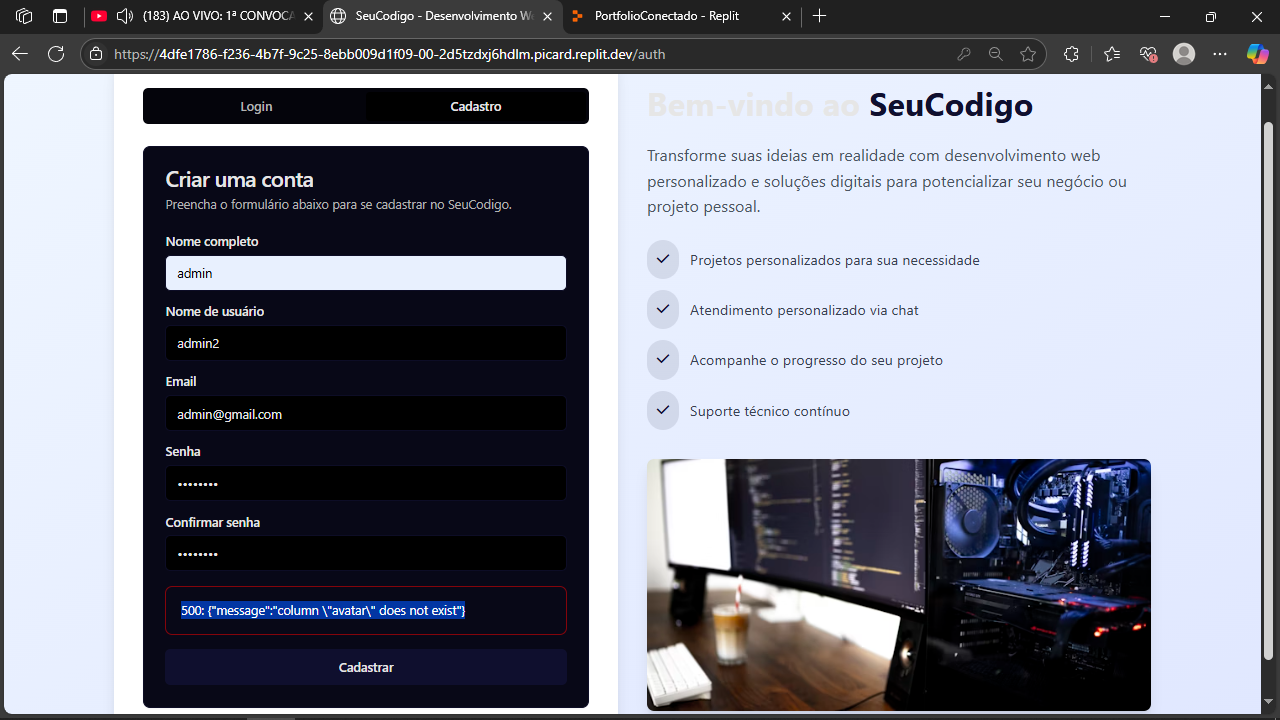 (183) AO VIVO: 1ª CONVOCA
SeuCodigo - Desenvolvimento W
PortfolioConectado - Replit
https://4dfe1786-f236-4b7f-9c25-8ebb009d1f09-00-2d5tzdxj6hdlm.picard.replit.dev/auth
Login
Cadastro
Criar uma conta
Preencha o formulário abaixo para se cadastrar no SeuCodigo.
Nome completo
admin
Nome de usuário
admin2
Email
admin@gmail.com
Senha
••••••••
Confirmar senha
••••••••
500: {"message":"column \"avatar\" does not exist"}
Cadastrar
Bem-vindo ao SeuCodigo
Transforme suas ideias em realidade com desenvolvimento web
personalizado e soluções digitais para potencializar seu negócio ou
projeto pessoal.
Projetos personalizados para sua necessidade
Atendimento personalizado via chat
Acompanhe o progresso do seu projeto
Suporte técnico contínuo